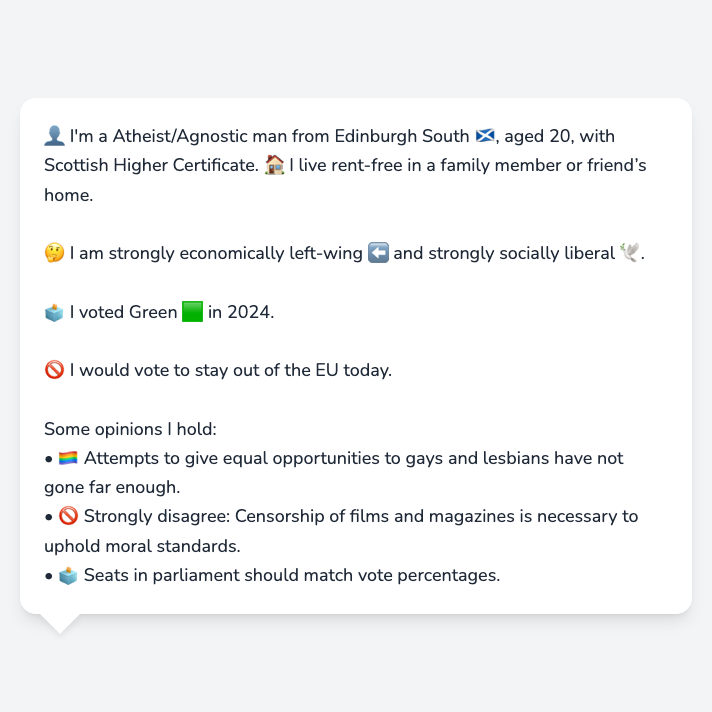 👤 I'm a Atheist/Agnostic man from Edinburgh South 🏴󠁧󠁢󠁳󠁣󠁴󠁿, aged 20, with
Scottish Higher Certificate. 🏠 I live rent-free in a family member or friend’s
home.
🤔 I am strongly economically left-wing ⬅️ and strongly socially liberal 🕊️.
🗳️ I voted Green 🟩 in 2024.
🚫 I would vote to stay out of the EU today.
Some opinions I hold:
• 🏳️‍🌈 Attempts to give equal opportunities to gays and lesbians have not
gone far enough.
• 🚫 Strongly disagree: Censorship of films and magazines is necessary to
uphold moral standards.
• 🗳️ Seats in parliament should match vote percentages.